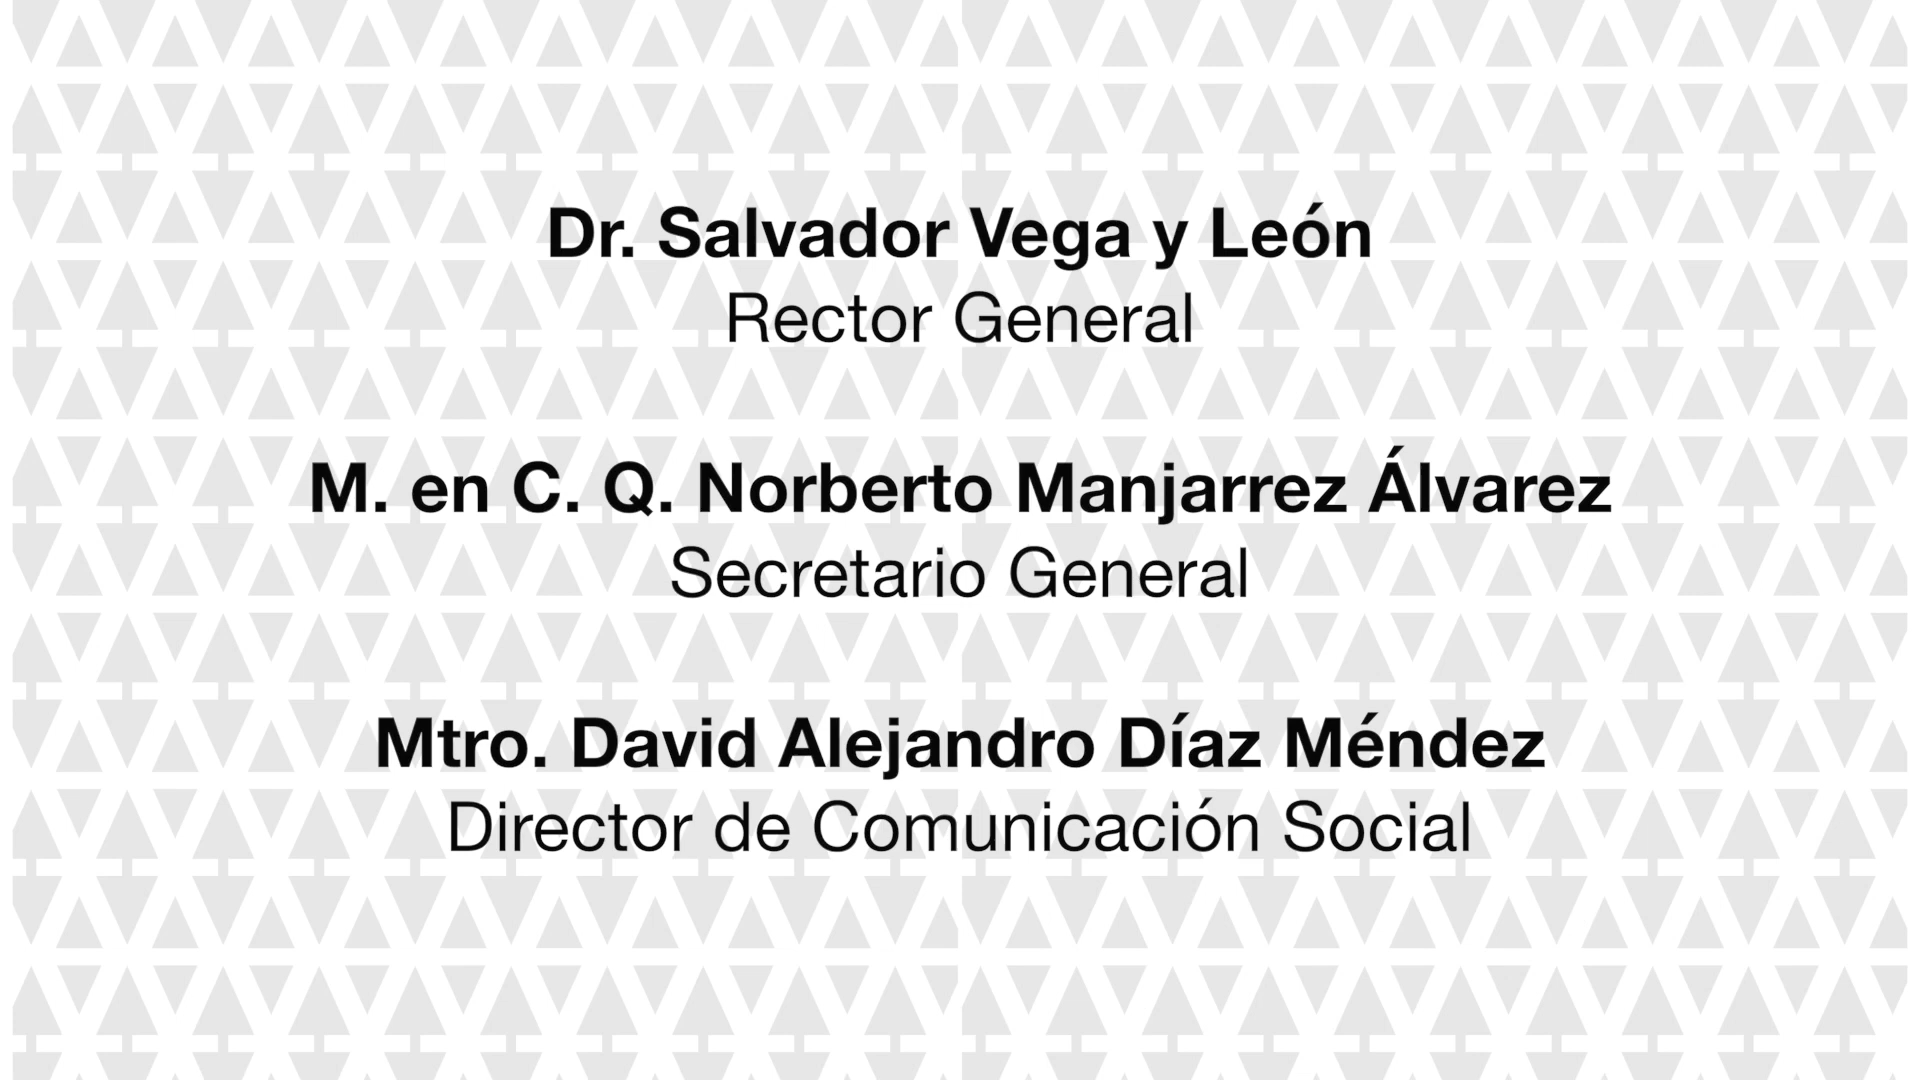 Dr. Salvador Vega y León
Rector General
M. en C. Q. Norberto Manjarrez Álvarez
Secretario General
Mtro. David Alejandro Díaz Méndez
Director de Comunicación Social